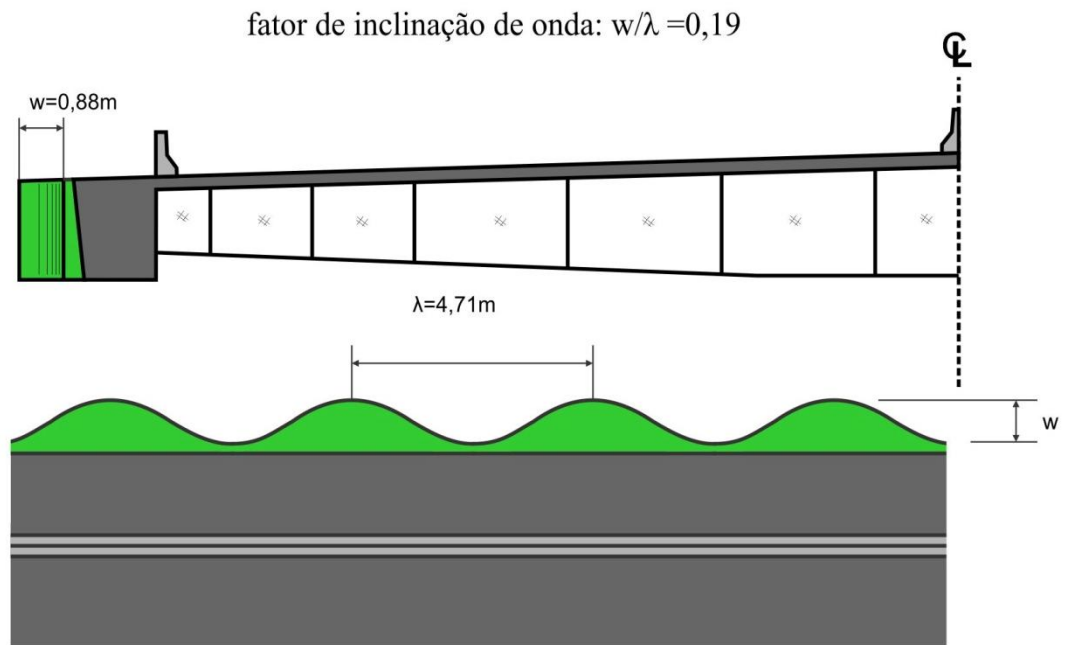 fator de inclinação de onda: w/λ =0,19
℄
w=0,88m
λ=4,71m
w